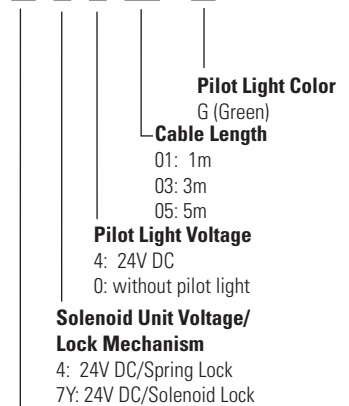 Pilot Light Color
G (Green)
Cable Length
01: 1m
03: 3m
05: 5m
Pilot Light Voltage
4: 24V DC
0: without pilot light
Solenoid Unit Voltage/
Lock Mechanism
4: 24V DC/Spring Lock
7Y: 24V DC/Solenoid Lock